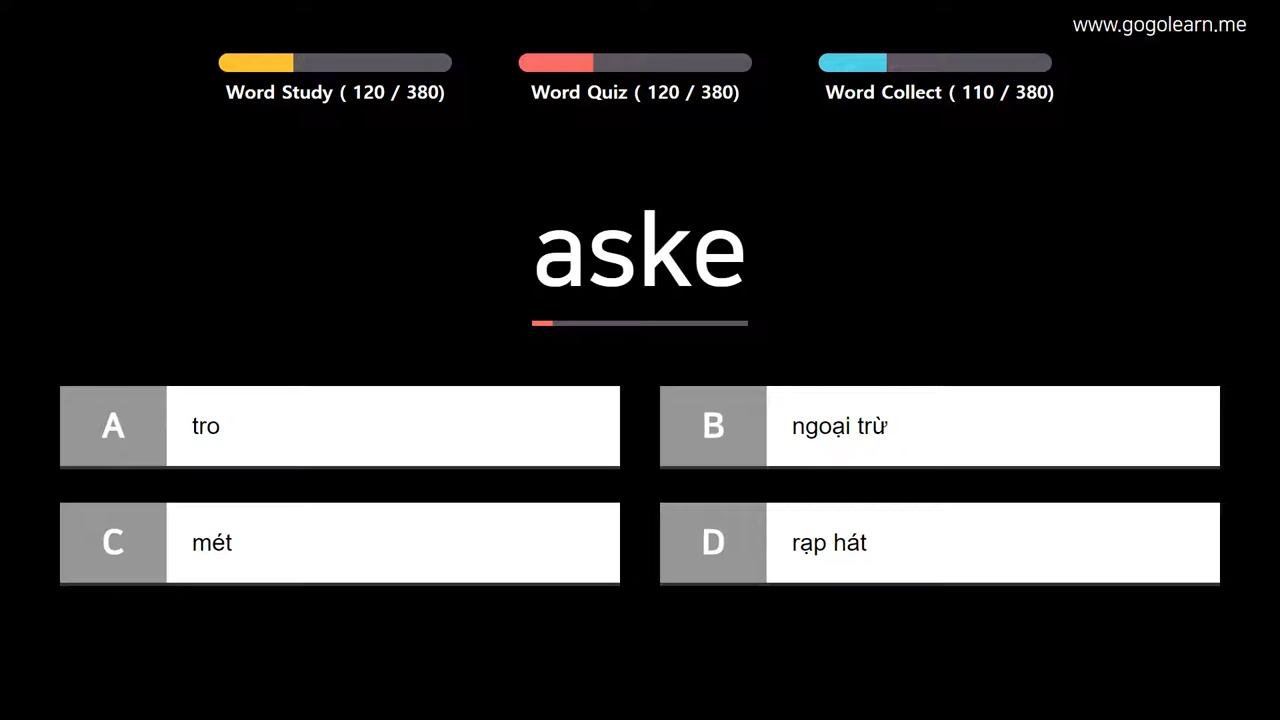 www.gogolearn.me
Word Study ( 120 / 380)
Word Quiz ( 120 / 380)
Word Collect ( 110 / 380)
aske
A tro
B ngoại trừ
C mét
D rạp hát